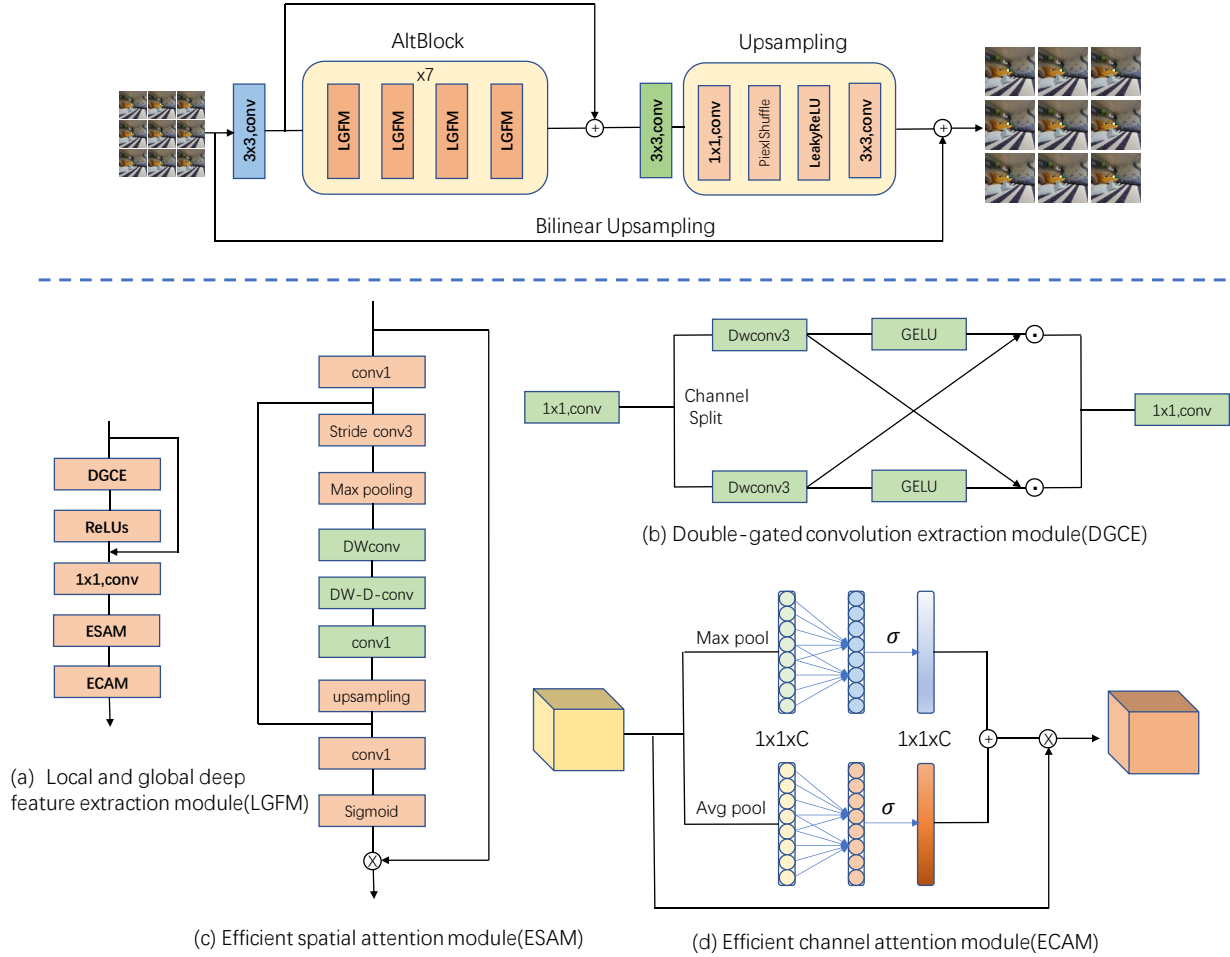 AltBlock
Upsampling
x7
3x3,conv
LGFM
LGFM
LGFM
LGFM
+
3x3,conv
1x1,conv
PiexlShuffle
LeakyReLU
3x3,conv
+
Bilinear Upsampling
DGCE
ReLUs
1x1,conv
ESAM
ECAM
(a) Local and global deep
feature extraction module(LGFM)
conv1
Stride conv3
Max pooling
DWconv
DW-D-conv
conv1
upsampling
conv1
Sigmoid
(c) Efficient spatial attention module(ESAM)
1x1,conv
Channel
Split
Dwconv3
GELU
Dwconv3
GELU
1x1,conv
(b) Double-gated convolution extraction module(DGCE)
Max pool
σ
1x1xC
1x1xC
+
Avg pool
σ
(d) Efficient channel attention module(ECAM)